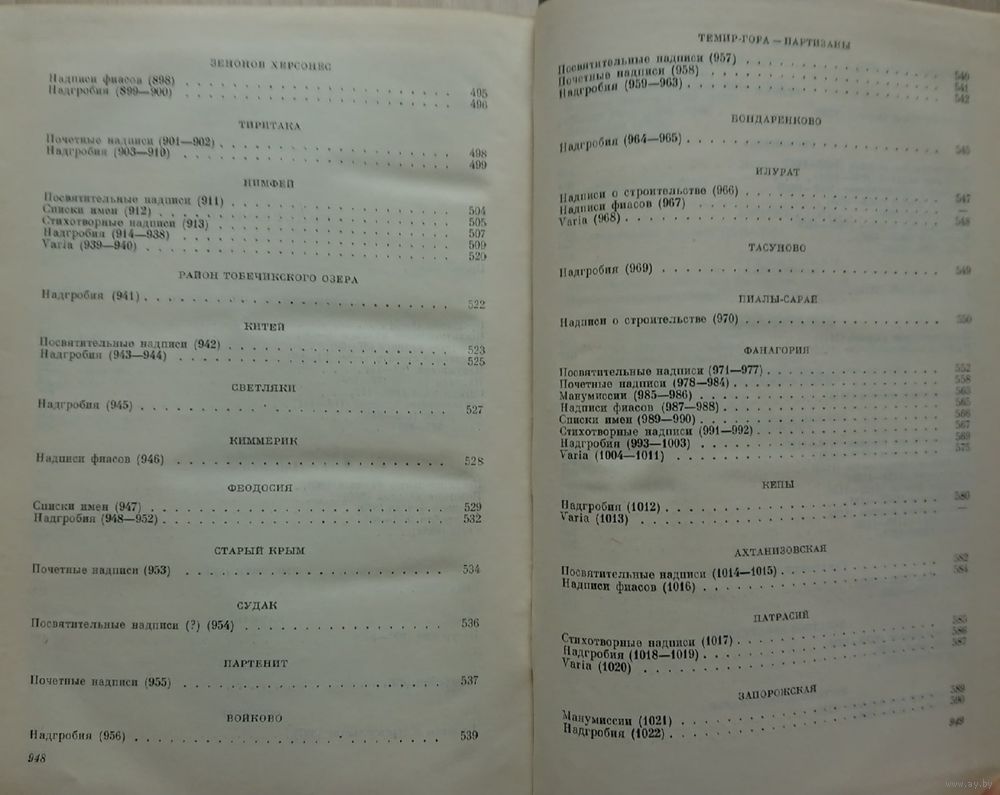 ЗЕНОНОВ ХЕРСОНЕС
Надписи фиасов (898) . . . . . . . . . . 495
Надгробия (899—900) . . . . . . . . . . 496
ТИРИТАКА
Почетные надписи (901—902) . . . . . . . . . . 498
Надгробия (903—910) . . . . . . . . . . 499
НИМФЕЙ
Посвятительные надписи (911) . . . . . . . . . . 504
Списки имен (912) . . . . . . . . . . 505
Стихотворные надписи (913) . . . . . . . . . . 507
Надгробия (914—938) . . . . . . . . . . 509
Varia (939—940) . . . . . . . . . . 520
РАЙОН ТОБЕЧИКСКОГО ОЗЕРА
Надгробия (941) . . . . . . . . . . 522
КИТЕЙ
Посвятительные надписи (942) . . . . . . . . . . 523
Надгробия (943—944) . . . . . . . . . . 525
СВЕТЛЯКИ
Надгробия (945) . . . . . . . . . . 527
КИММЕРИК
Надписи фиасов (946) . . . . . . . . . . 528
ФЕОДОСИЯ
Списки имен (947) . . . . . . . . . . 529
Надгробия (948—952) . . . . . . . . . . 532
СТАРЫЙ КРЫМ
Почетные надписи (953) . . . . . . . . . . 534
СУДАК
Посвятительные надписи (?) (954) . . . . . . . . . . 536
ПАРТЕНИТ
Почетные надписи (955) . . . . . . . . . . 537
ВОЙКОВО
Надгробия (956) . . . . . . . . . . 539
948
ТЕМИР-ГОРА — ПАРТИЗАНЫ
Посвятительные надписи (957) . . . . . . . . . . 540
Почетные надписи (958) . . . . . . . . . . 541
Надгробия (959—963) . . . . . . . . . . 542
БОНДАРЕНКОВО
Надгробия (964—965) . . . . . . . . . . 545
ИЛУРАТ
Надписи о строительстве (966) . . . . . . . . . . 547
Надписи фиасов (967) . . . . . . . . . . —
Varia (968) . . . . . . . . . . 548
ТАСУНОВО
Надгробия (969) . . . . . . . . . . 549
ПИАЛЫ-САРАЙ
Надписи о строительстве (970) . . . . . . . . . . 550
ФАНАГОРИЯ
Посвятительные надписи (971—977) . . . . . . . . . . 552
Почетные надписи (978—984) . . . . . . . . . . 558
Манумиссии (985—986) . . . . . . . . . . 563
Надписи фиасов (987—988) . . . . . . . . . . 565
Списки имен (989—990) . . . . . . . . . . 566
Стихотворные надписи (991—992) . . . . . . . . . . 567
Надгробия (993—1003) . . . . . . . . . . 569
Varia (1004—1011) . . . . . . . . . . 575
КЕПЫ
Надгробия (1012) . . . . . . . . . . 580
Varia (1013) . . . . . . . . . . —
АХТАНИЗОВСКАЯ
Посвятительные надписи (1014—1015) . . . . . . . . . . 582
Надписи фиасов (1016) . . . . . . . . . . 584
ПАТРАСИЙ
Стихотворные надписи (1017) . . . . . . . . . . 585
Надгробия (1018—1019) . . . . . . . . . . 586
Varia (1020) . . . . . . . . . . 587
ЗАПОРОЖСКАЯ
Манумиссии (1021) . . . . . . . . . . 589
Надгробия (1022) . . . . . . . . . . 590
949
www.ay.by